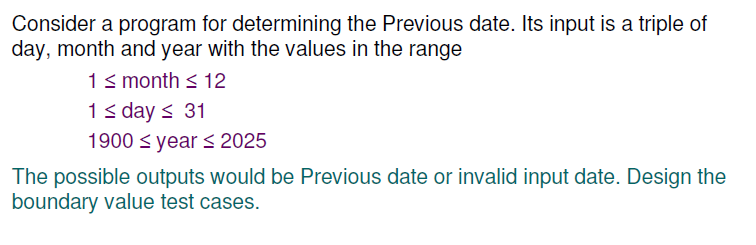 Consider a program for determining the Previous date. Its input is a triple of
day, month and year with the values in the range
1 ≤ month ≤ 12
1 ≤ day ≤ 31
1900 ≤ year ≤ 2025
The possible outputs would be Previous date or invalid input date. Design the
boundary value test cases.